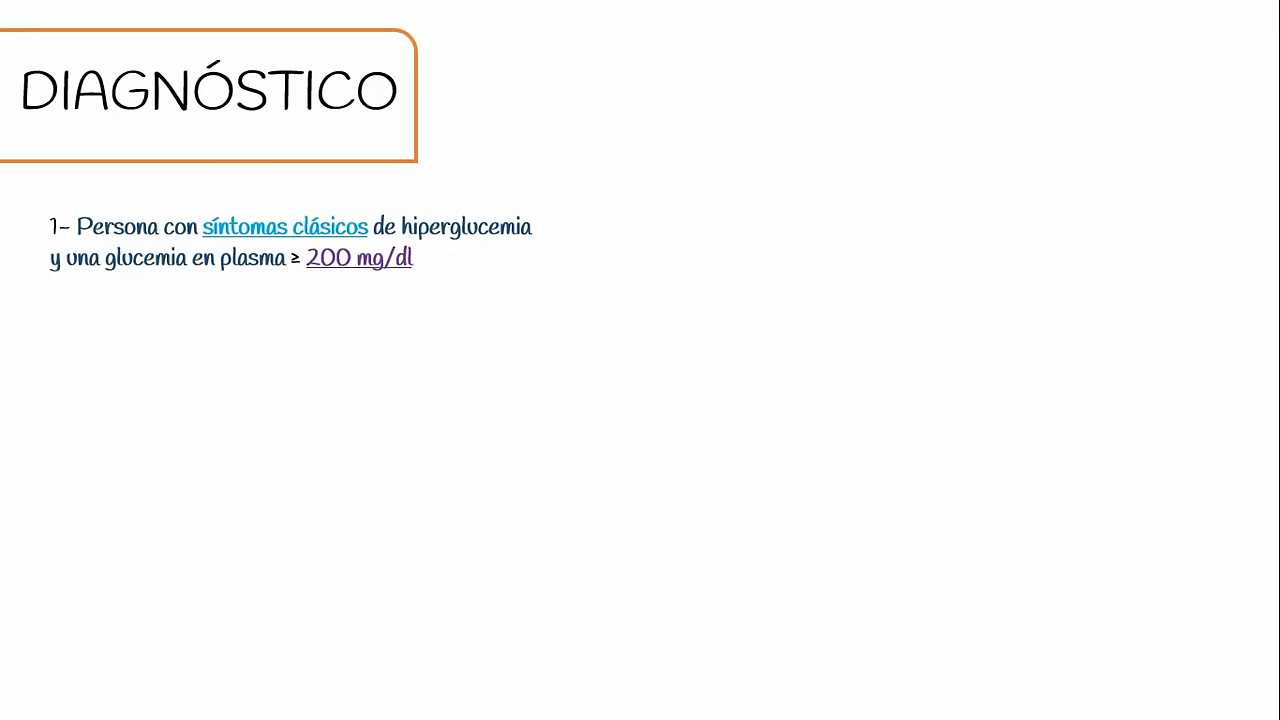 DIAGNÓSTICO
1- Persona con síntomas clásicos de hiperglucemia
y una glucemia en plasma ≥ 200 mg/dl